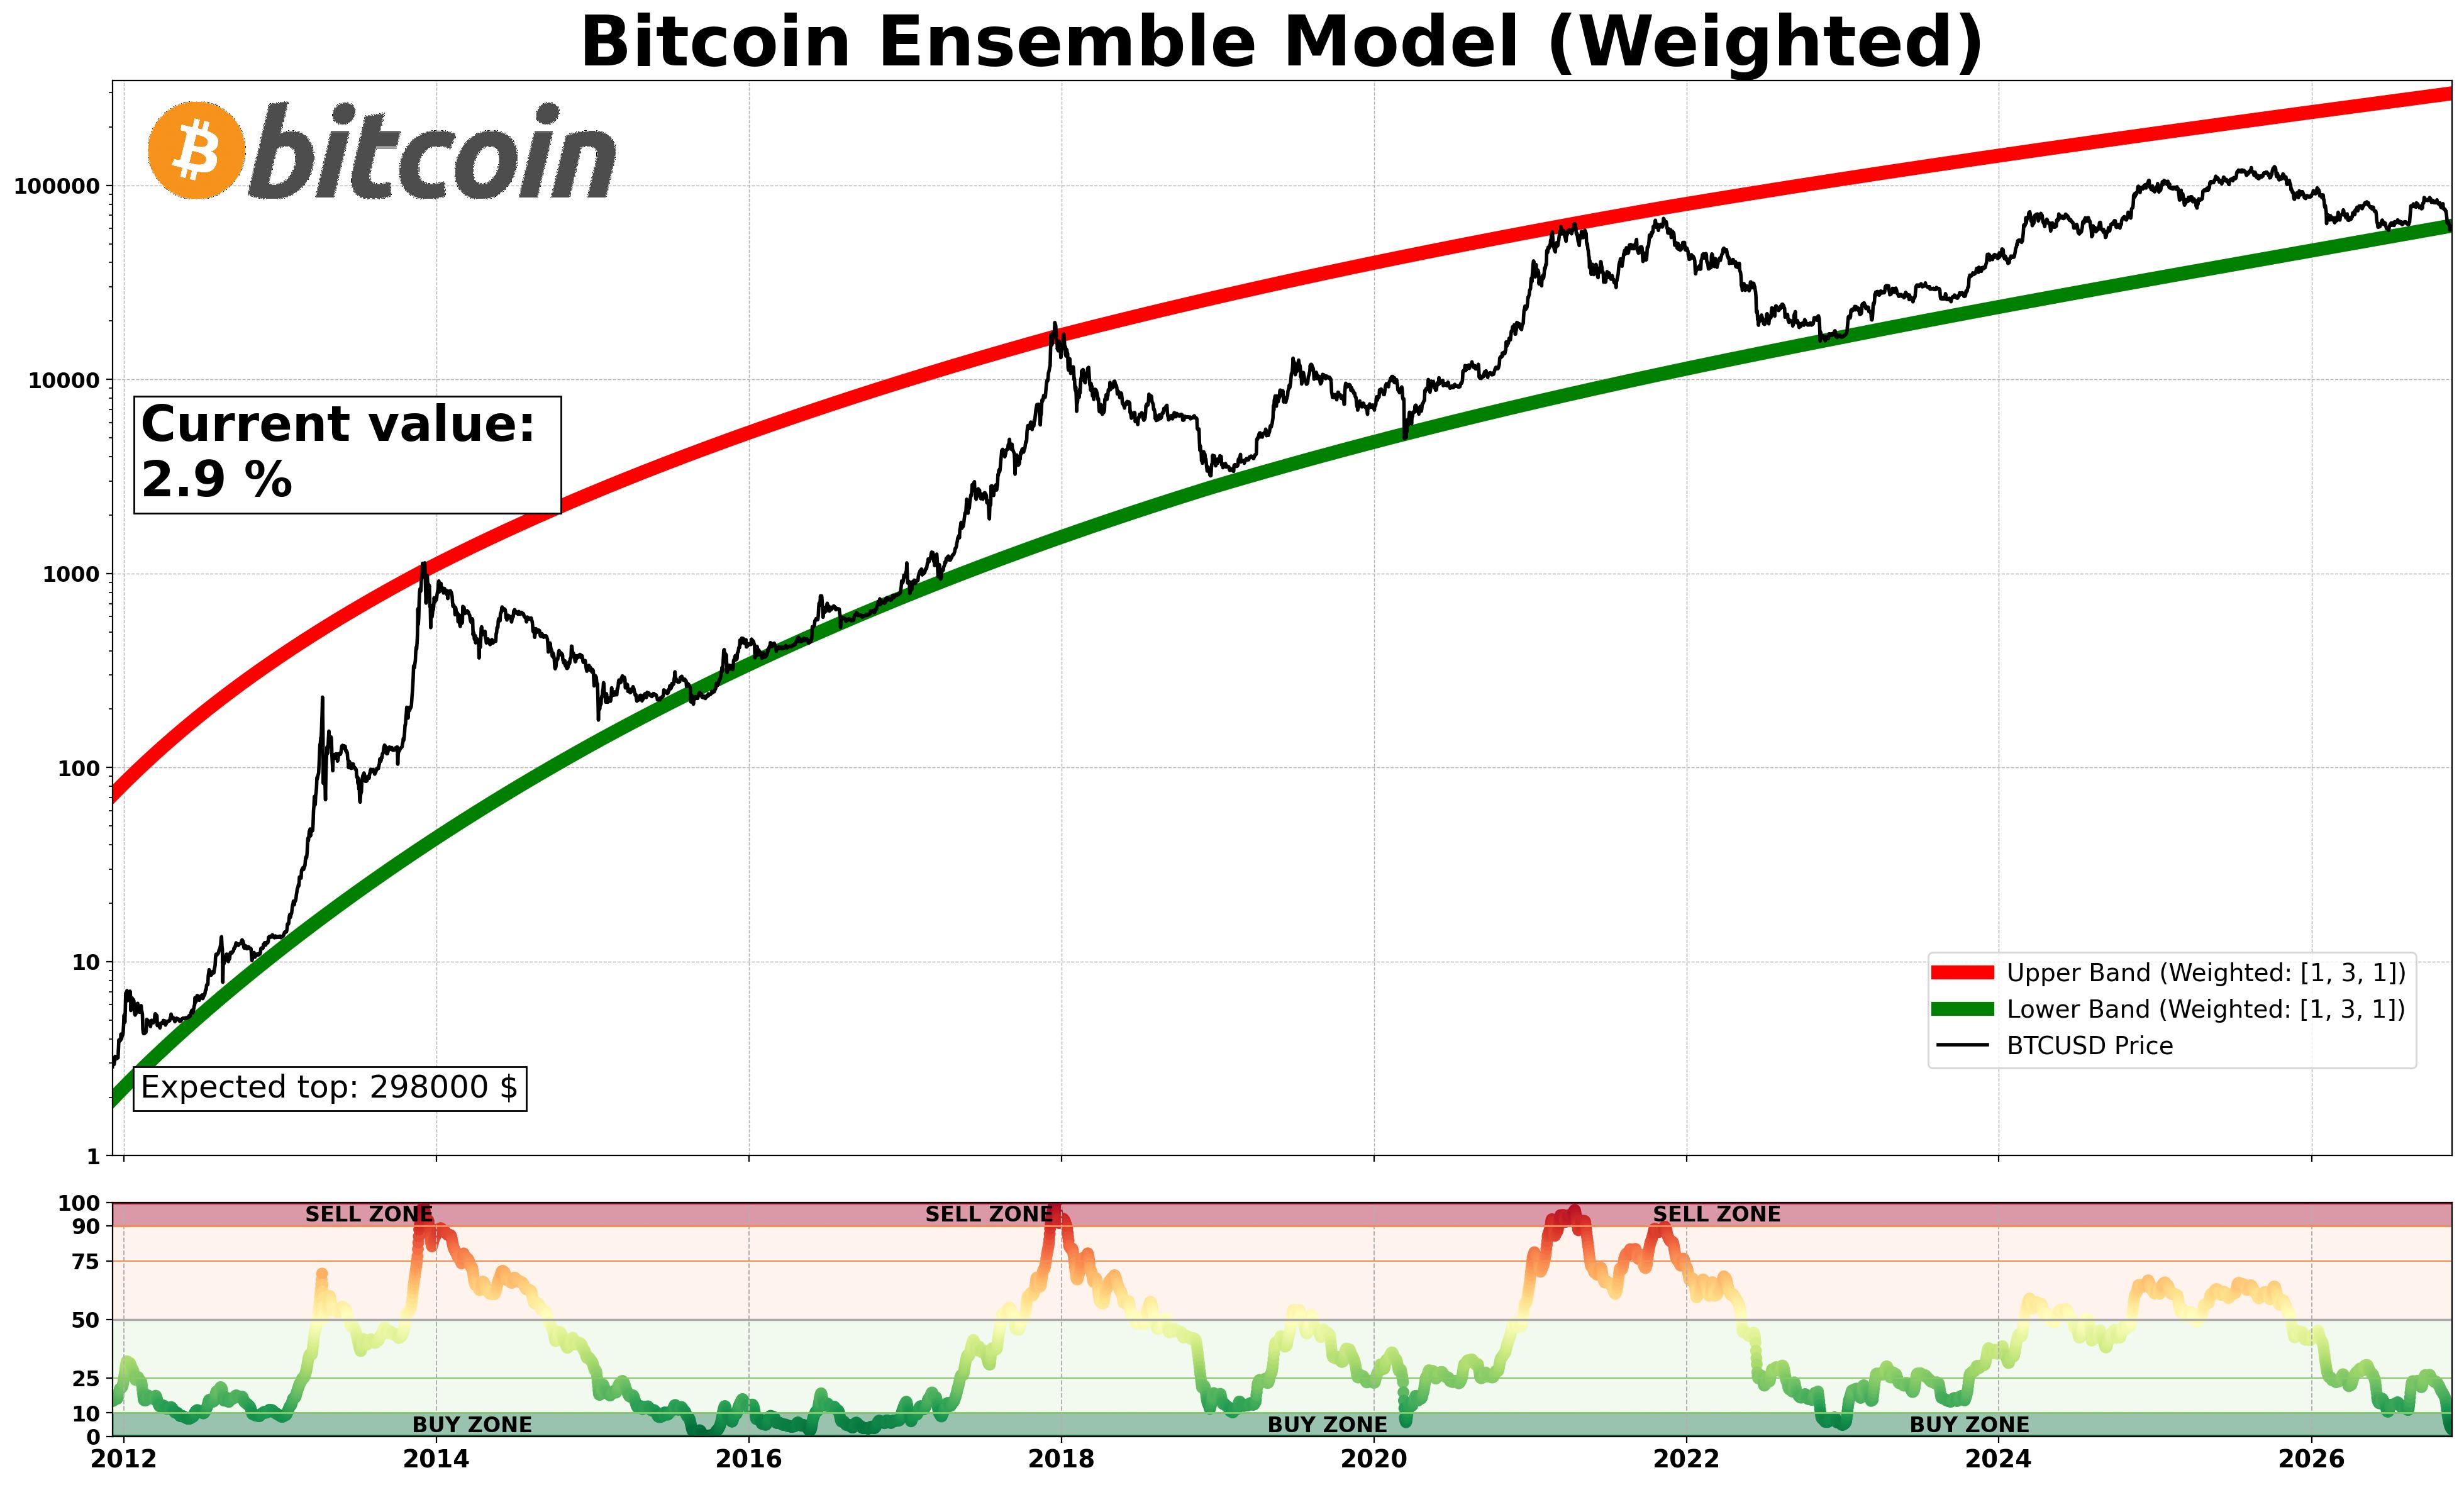 Bitcoin Ensemble Model (Weighted)
bitcoin
100000
10000
1000
100
10
1
Current value:
2.9 %
Expected top: 298000 $
Upper Band (Weighted: [1, 3, 1])
Lower Band (Weighted: [1, 3, 1])
BTCUSD Price
100
90
75
50
25
10
0
SELL ZONE SELL ZONE SELL ZONE
BUY ZONE BUY ZONE BUY ZONE
2012 2014 2016 2018 2020 2022 2024 2026